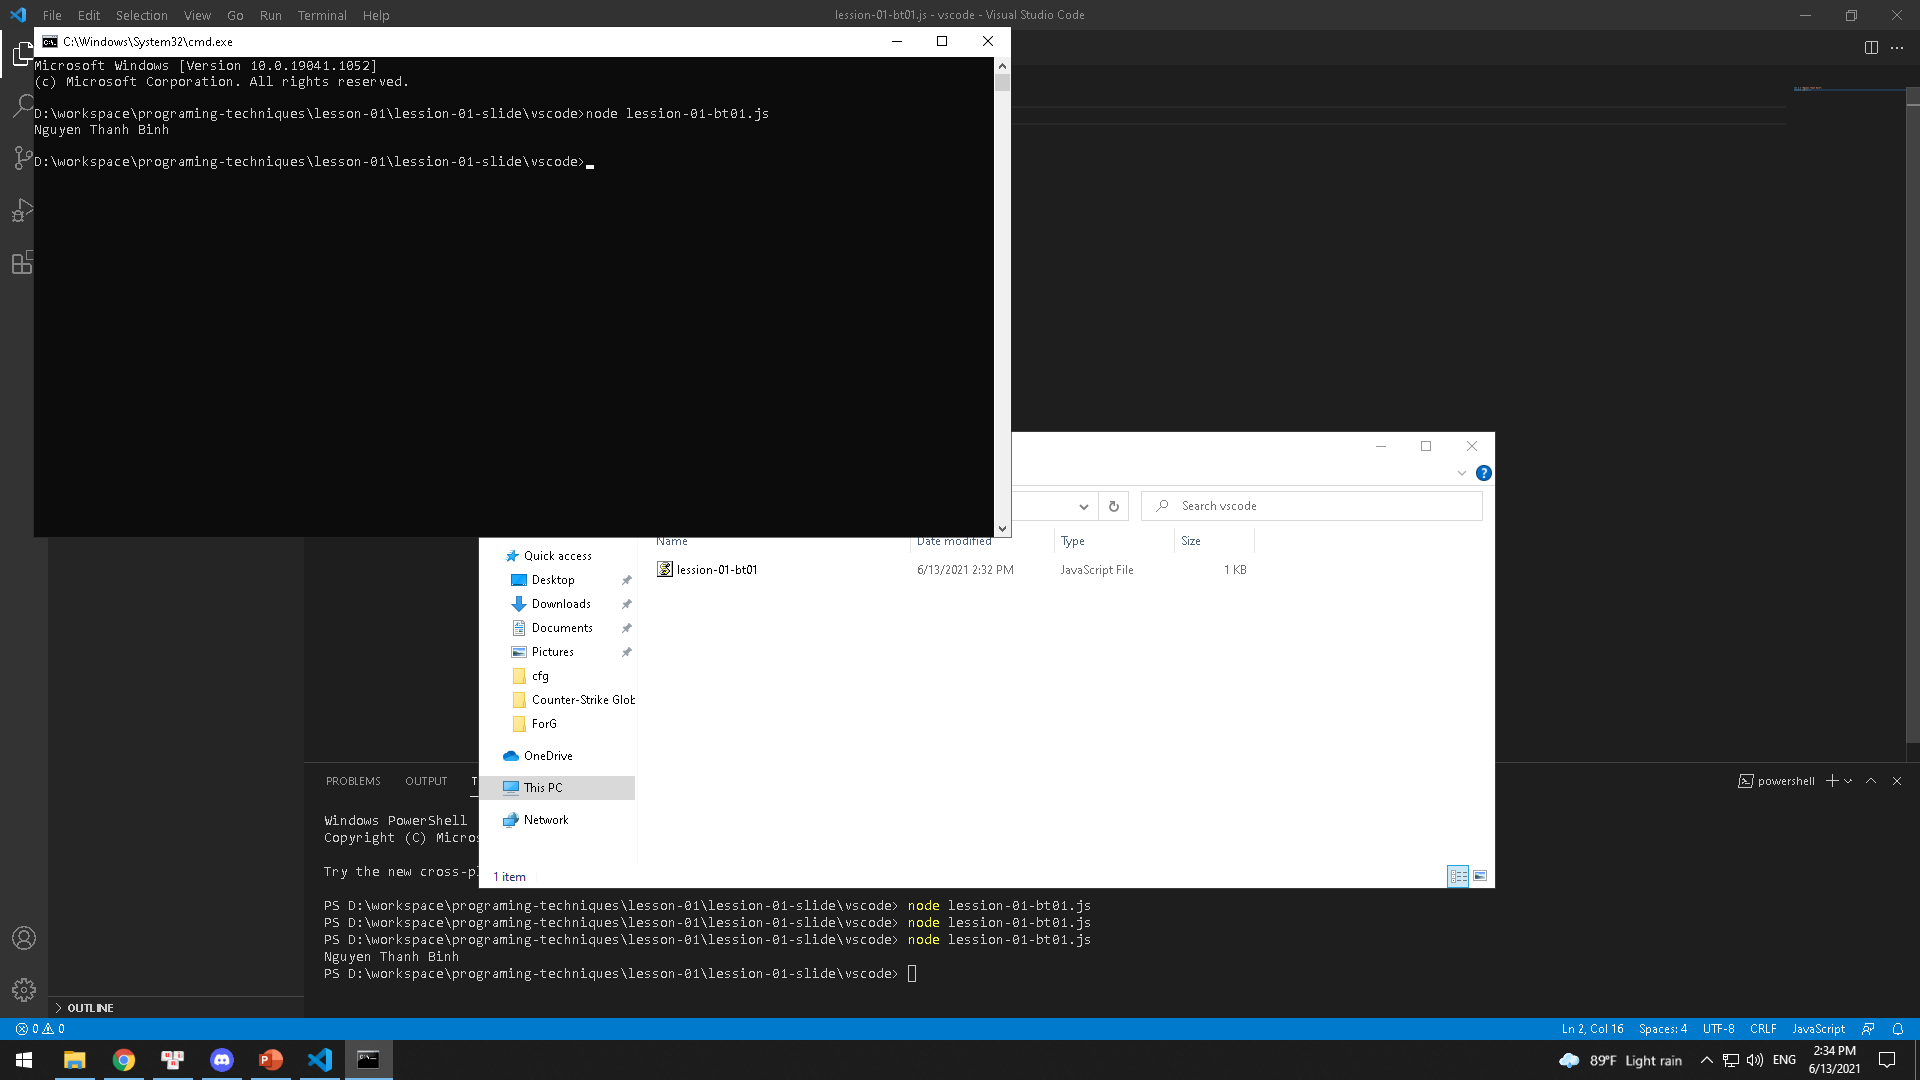 File Edit Selection View Go Run Terminal Help
lession-01-bt01.js - vscode - Visual Studio Code
C:\Windows\System32\cmd.exe
Microsoft Windows [Version 10.0.19041.1052]
(c) Microsoft Corporation. All rights reserved.
D:\workspace\programing-techniques\lesson-01\lession-01-slide\vscode>node lession-01-bt01.js
Nguyen Thanh Binh
D:\workspace\programing-techniques\lesson-01\lession-01-slide\vscode>
Search vscode
Name Date modified Type Size
Quick access
lession-01-bt01 6/13/2021 2:32 PM JavaScript File 1 KB
Desktop
Downloads
Documents
Pictures
cfg
Counter-Strike Glob
ForG
OneDrive
This PC
Network
1 item
PROBLEMS OUTPUT T
powershell
Windows PowerShell
Copyright (C) Micros
Try the new cross-pl
PS D:\workspace\programing-techniques\lesson-01\lession-01-slide\vscode> node lession-01-bt01.js
PS D:\workspace\programing-techniques\lesson-01\lession-01-slide\vscode> node lession-01-bt01.js
PS D:\workspace\programing-techniques\lesson-01\lession-01-slide\vscode> node lession-01-bt01.js
Nguyen Thanh Binh
PS D:\workspace\programing-techniques\lesson-01\lession-01-slide\vscode>
OUTLINE
0 0
Ln 2, Col 16 Spaces: 4 UTF-8 CRLF JavaScript
89°F Light rain ENG
2:34 PM
6/13/2021